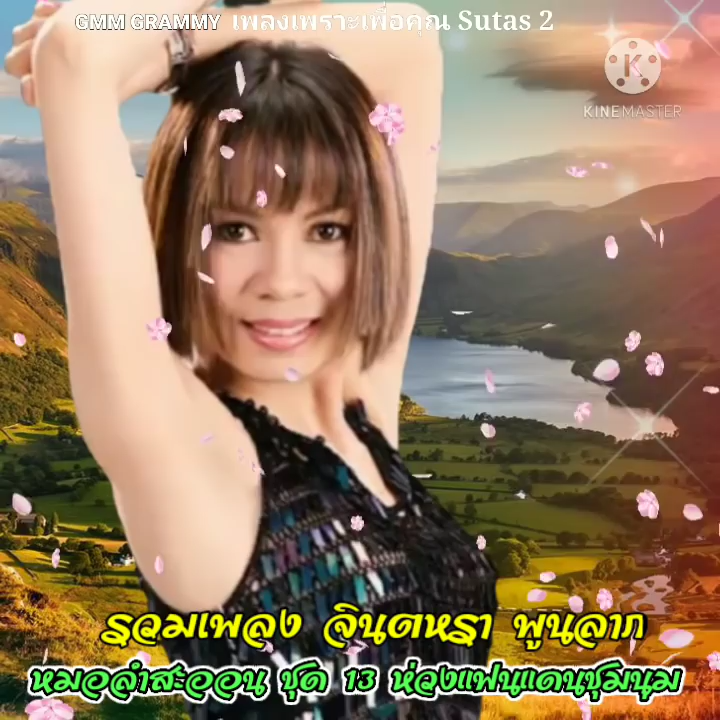 GMM GRAMMY เพลงเพราะเพื่อคุณ Sutas 2
K
KINEMASTER
รวมเพลง จินตหรา พูนลาภ
หมอลำสะออน ชุด 13 ห่วงแฟนแดนชุมนุม